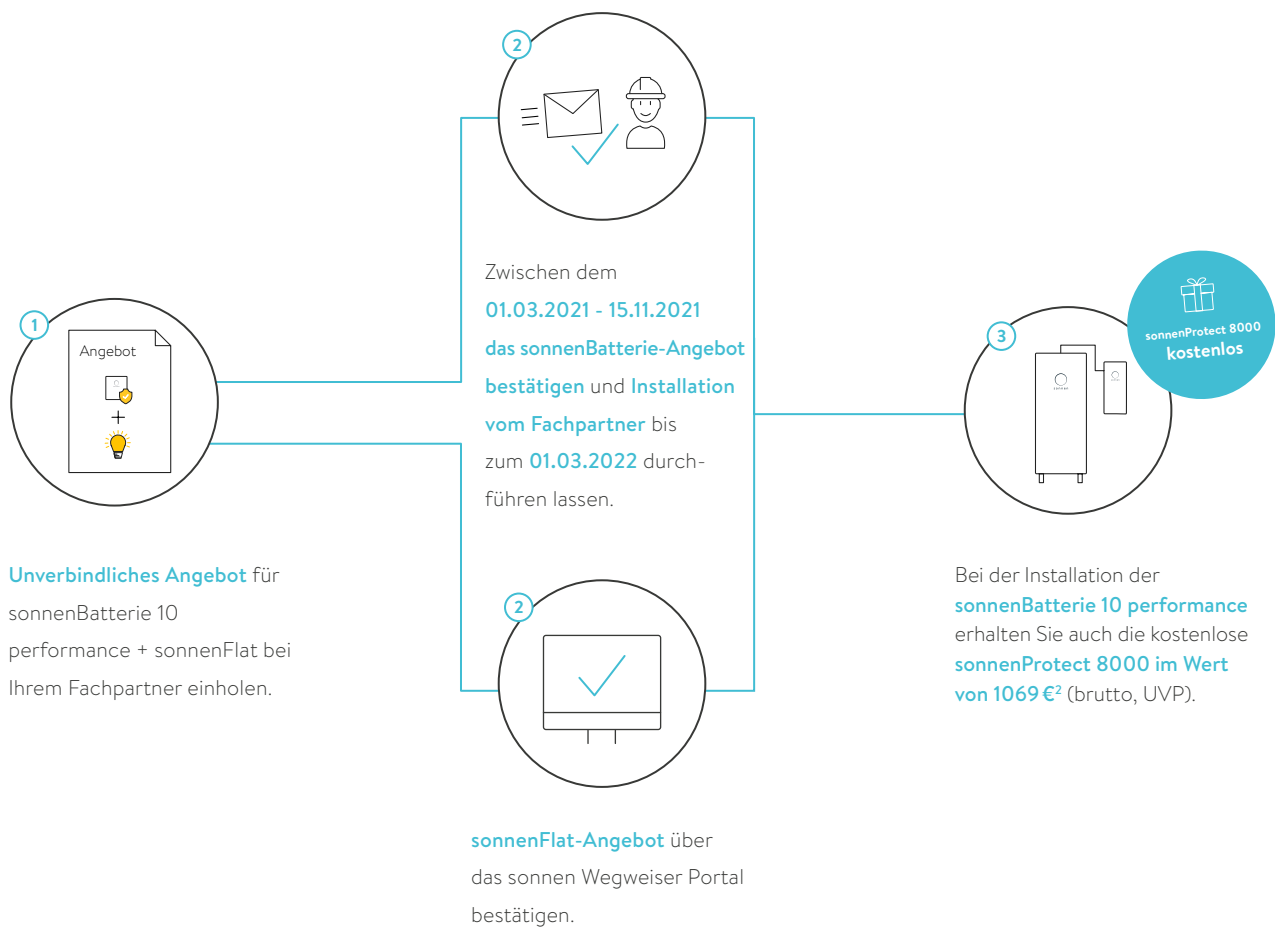 1
Angebot
+
Unverbindliches Angebot für
sonnenBatterie 10
performance + sonnenFlat bei
Ihrem Fachpartner einholen.
2
Zwischen dem
01.03.2021 - 15.11.2021
das sonnenBatterie-Angebot
bestätigen und Installation
vom Fachpartner bis
zum 01.03.2022 durch-
führen lassen.
2
sonnenFlat-Angebot über
das sonnen Wegweiser Portal
bestätigen.
3
sonnen
sonnenProtect 8000
kostenlos
Bei der Installation der
sonnenBatterie 10 performance
erhalten Sie auch die kostenlose
sonnenProtect 8000 im Wert
von 1069 €² (brutto, UVP).